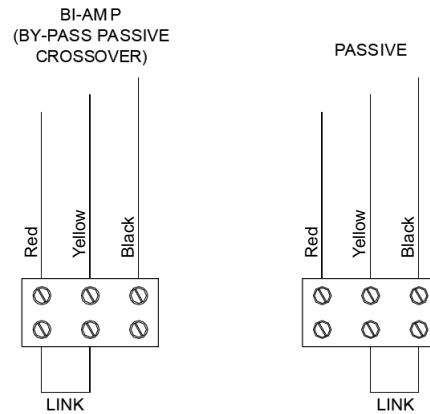 BI-AMP
(BY-PASS PASSIVE
CROSSOVER)
Red
Yellow
Black
LINK
PASSIVE
Red
Yellow
Black
LINK